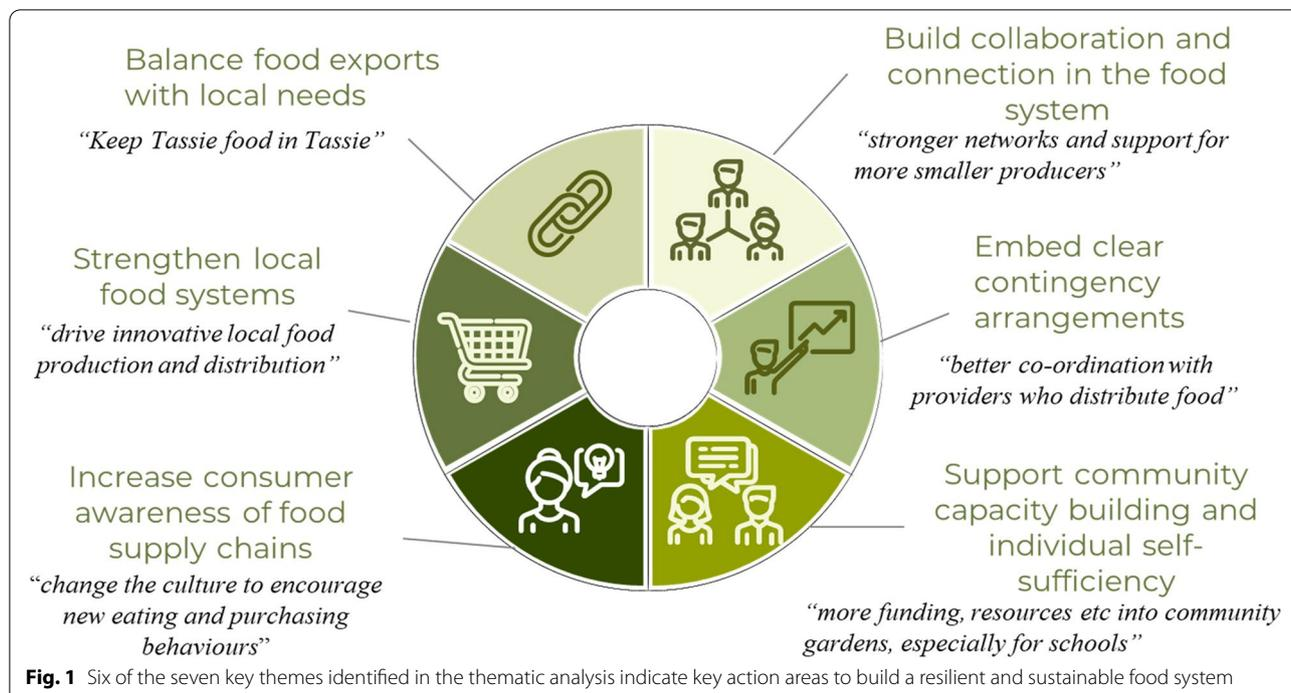 Balance food exports
with local needs
“Keep Tassie food in Tassie”
Build collaboration and
connection in the food
system
“stronger networks and support for
more smaller producers”
Strengthen local
food systems
“drive innovative local food
production and distribution”
Embed clear
contingency
arrangements
“better co-ordination with
providers who distribute food”
Increase consumer
awareness of food
supply chains
“change the culture to encourage
new eating and purchasing
behaviours”
Support community
capacity building and
individual self-
sufficiency
“more funding, resources etc into community
gardens, especially for schools”
Fig. 1 Six of the seven key themes identified in the thematic analysis indicate key action areas to build a resilient and sustainable food system